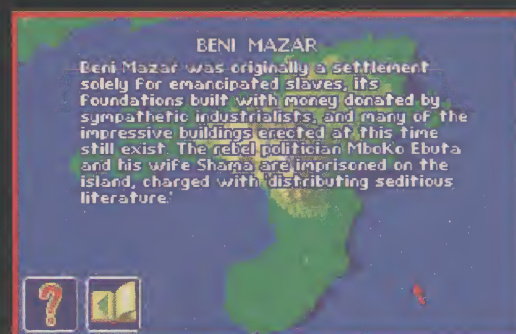 BENI MAZAR
Beni Mazar was originally a settlement
solely for emancipated slaves, its
foundations built with money donated by
sympathetic industrialists, and many of the
impressive buildings erected at this time
still exist. The rebel politician Mboko Ebuta
and his wife Shama are imprisoned on the
island, charged with 'distributing seditious
literature.'
?